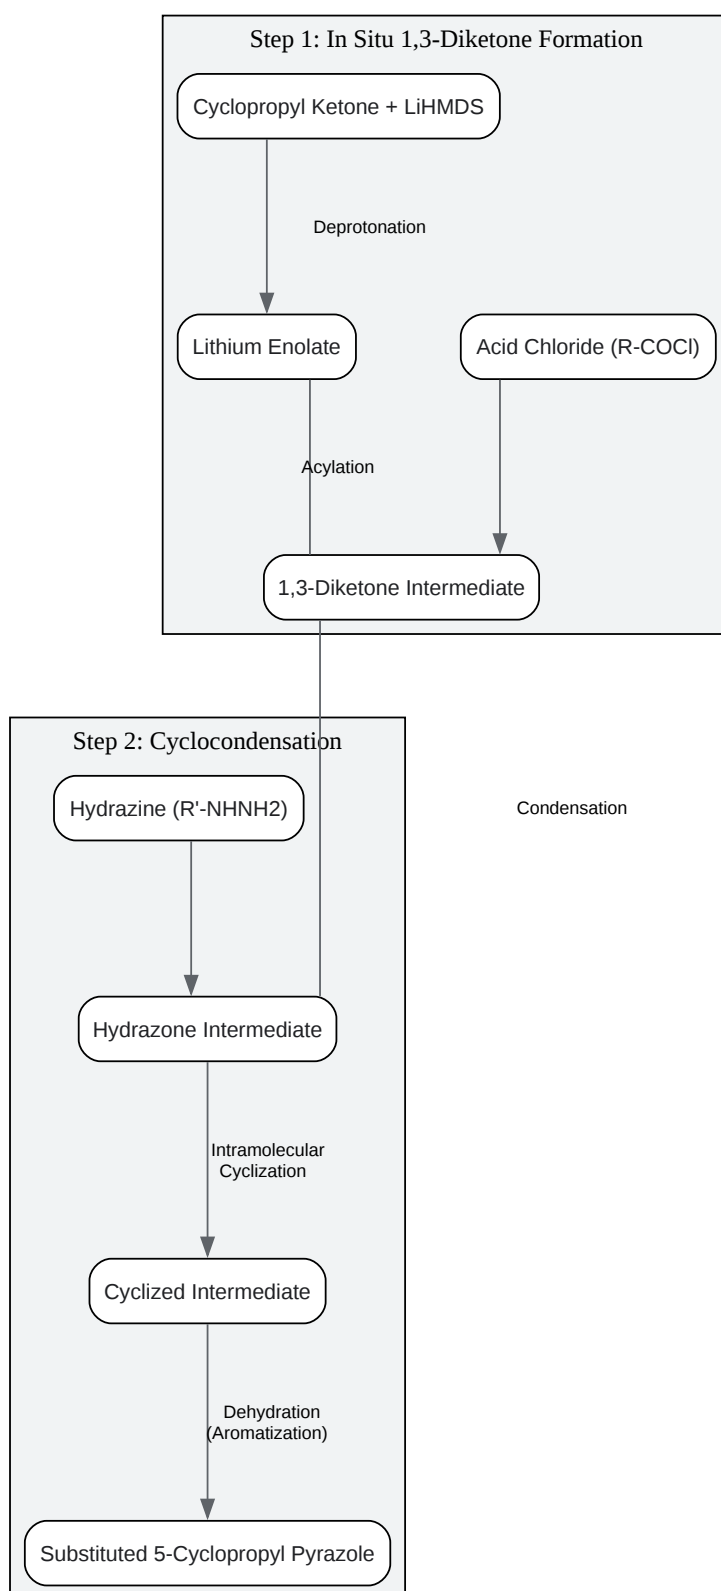 Step 1: In Situ 1,3-Diketone Formation
Cyclopropyl Ketone + LiHMDS
Deprotonation
Lithium Enolate
Acid Chloride (R-COCl)
Acylation
1,3-Diketone Intermediate
Step 2: Cyclocondensation
Hydrazine (R'-NHNH2)
Condensation
Hydrazone Intermediate
Intramolecular
Cyclization
Cyclized Intermediate
Dehydration
(Aromatization)
Substituted 5-Cyclopropyl Pyrazole